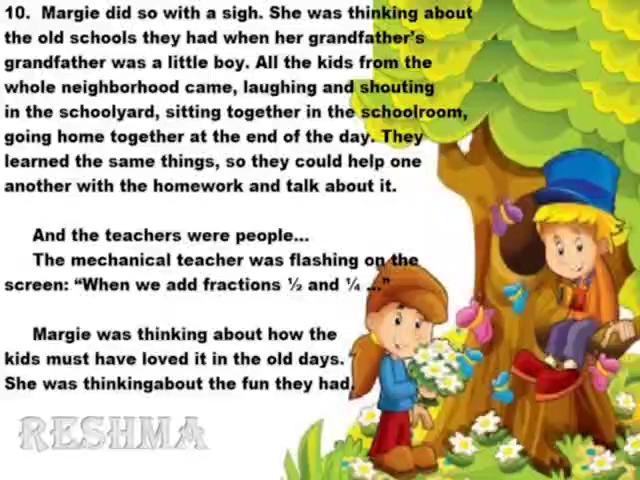 10.  Margie did so with a sigh. She was thinking about
the old schools they had when her grandfather’s
grandfather was a little boy. All the kids from the
whole neighborhood came, laughing and shouting
in the schoolyard, sitting together in the schoolroom,
going home together at the end of the day. They
learned the same things, so they could help one
another with the homework and talk about it.
And the teachers were people...
The mechanical teacher was flashing on the
screen: “When we add fractions ½ and ¼ ...”
Margie was thinking about how the
kids must have loved it in the old days.
She was thinkingabout the fun they had.
RESHMA